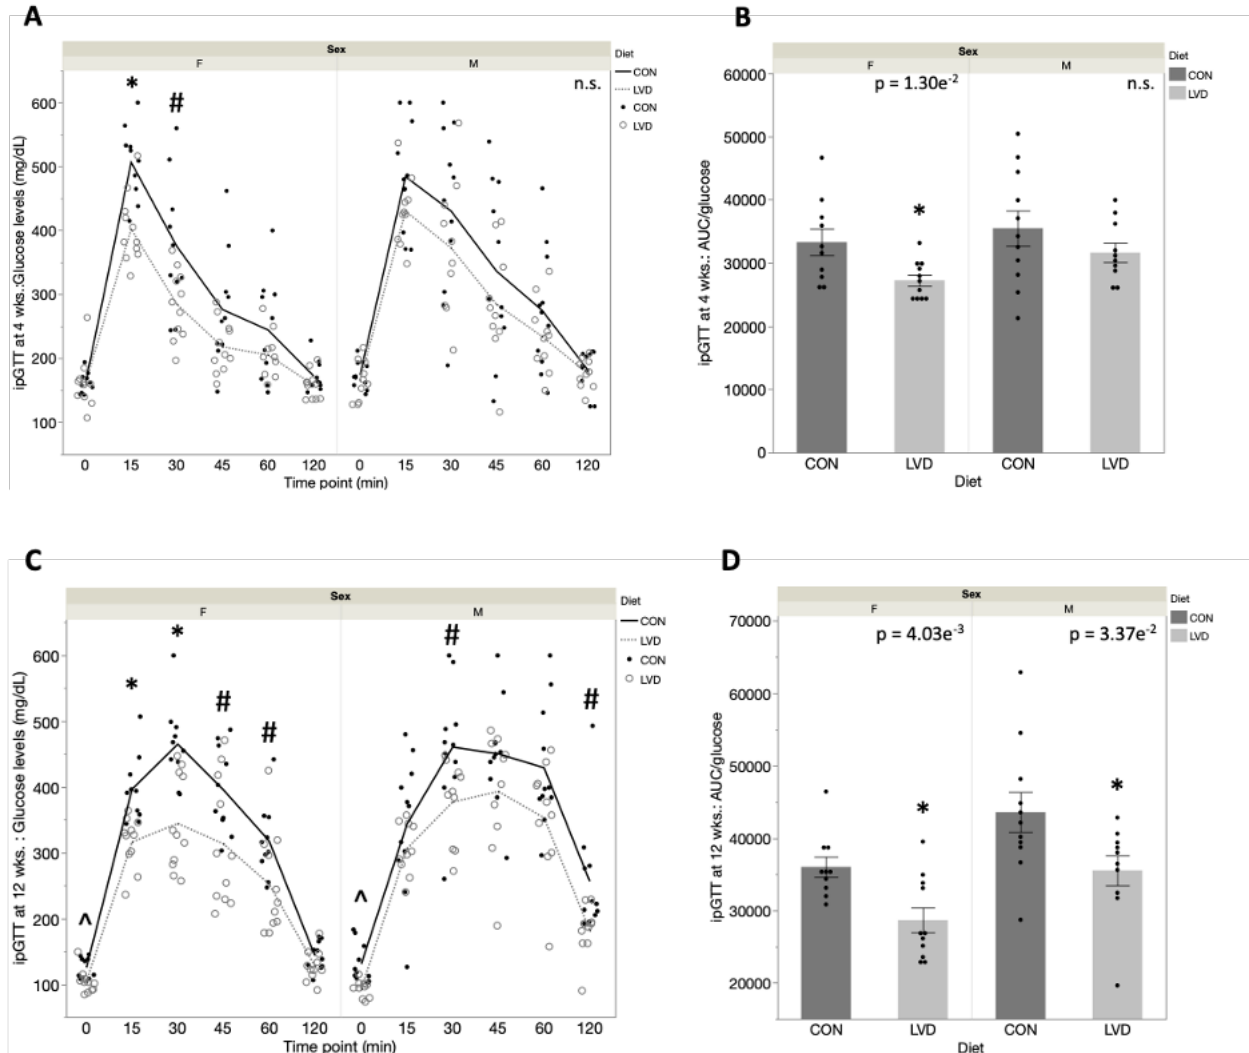 A
Sex
F
M
*
#
n.s.
Diet
CON
LVD
CON
LVD
ipGTT at 4 wks.:Glucose levels (mg/dL)
600
500
400
300
200
100
0 15 30 45 60 120 0 15 30 45 60 120
Time point (min)
B
Sex
F
M
p = 1.30e-2
n.s.
*
Diet
CON
LVD
ipGTT at 4 wks.: AUC/glucose
60000
50000
40000
30000
20000
10000
0
CON LVD CON LVD
Diet
C
Sex
F
M
^
*
*
#
#
^
#
#
Diet
CON
LVD
CON
LVD
ipGTT at 12 wks. : Glucose levels (mg/dL)
600
500
400
300
200
100
0 15 30 45 60 120 0 15 30 45 60 120
Time point (min)
D
Sex
F
M
p = 4.03e-3
p = 3.37e-2
*
*
Diet
CON
LVD
ipGTT at 12 wks.: AUC/glucose
70000
60000
50000
40000
30000
20000
CON LVD CON LVD
Diet